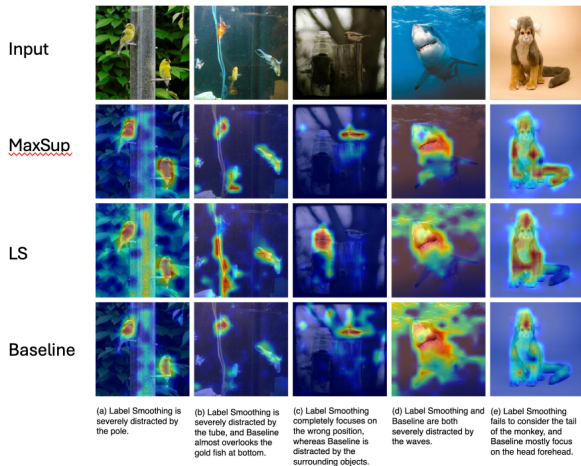 Input
MaxSup
LS
Baseline
(a) Label Smoothing is
severely distracted by
the pole.
(b) Label Smoothing is
severely distracted by
the tube, and Baseline
almost overlooks the
gold fish at bottom.
(c) Label Smoothing
completely focuses on
the wrong position,
whereas Baseline is
distracted by the
surrounding objects.
(d) Label Smoothing and
Baseline are both
severely distracted by
the waves.
(e) Label Smoothing
fails to consider the tail
of the monkey, and
Baseline mostly focus
on the head forehead.